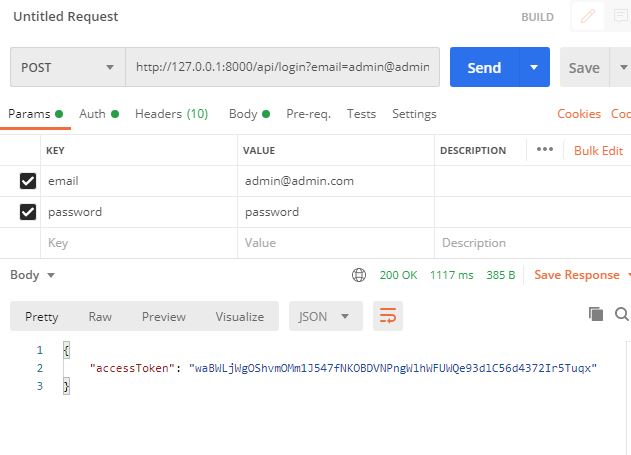 Untitled Request BUILD
POST http://127.0.0.1:8000/api/login?email=admin@admin Send Save
Params Auth Headers (10) Body Pre-req. Tests Settings Cookies Coc
KEY VALUE DESCRIPTION ••• Bulk Edit
email admin@admin.com
password password
Key Value Description
Body 200 OK 1117 ms 385 B Save Response
Pretty Raw Preview Visualize JSON
1 {
2 "accessToken": "waBWLjWgOShvmOMm1J547fNKOBDVNPngWlhWFUWQe93dlC56d4372Ir5Tuqx"
3 }